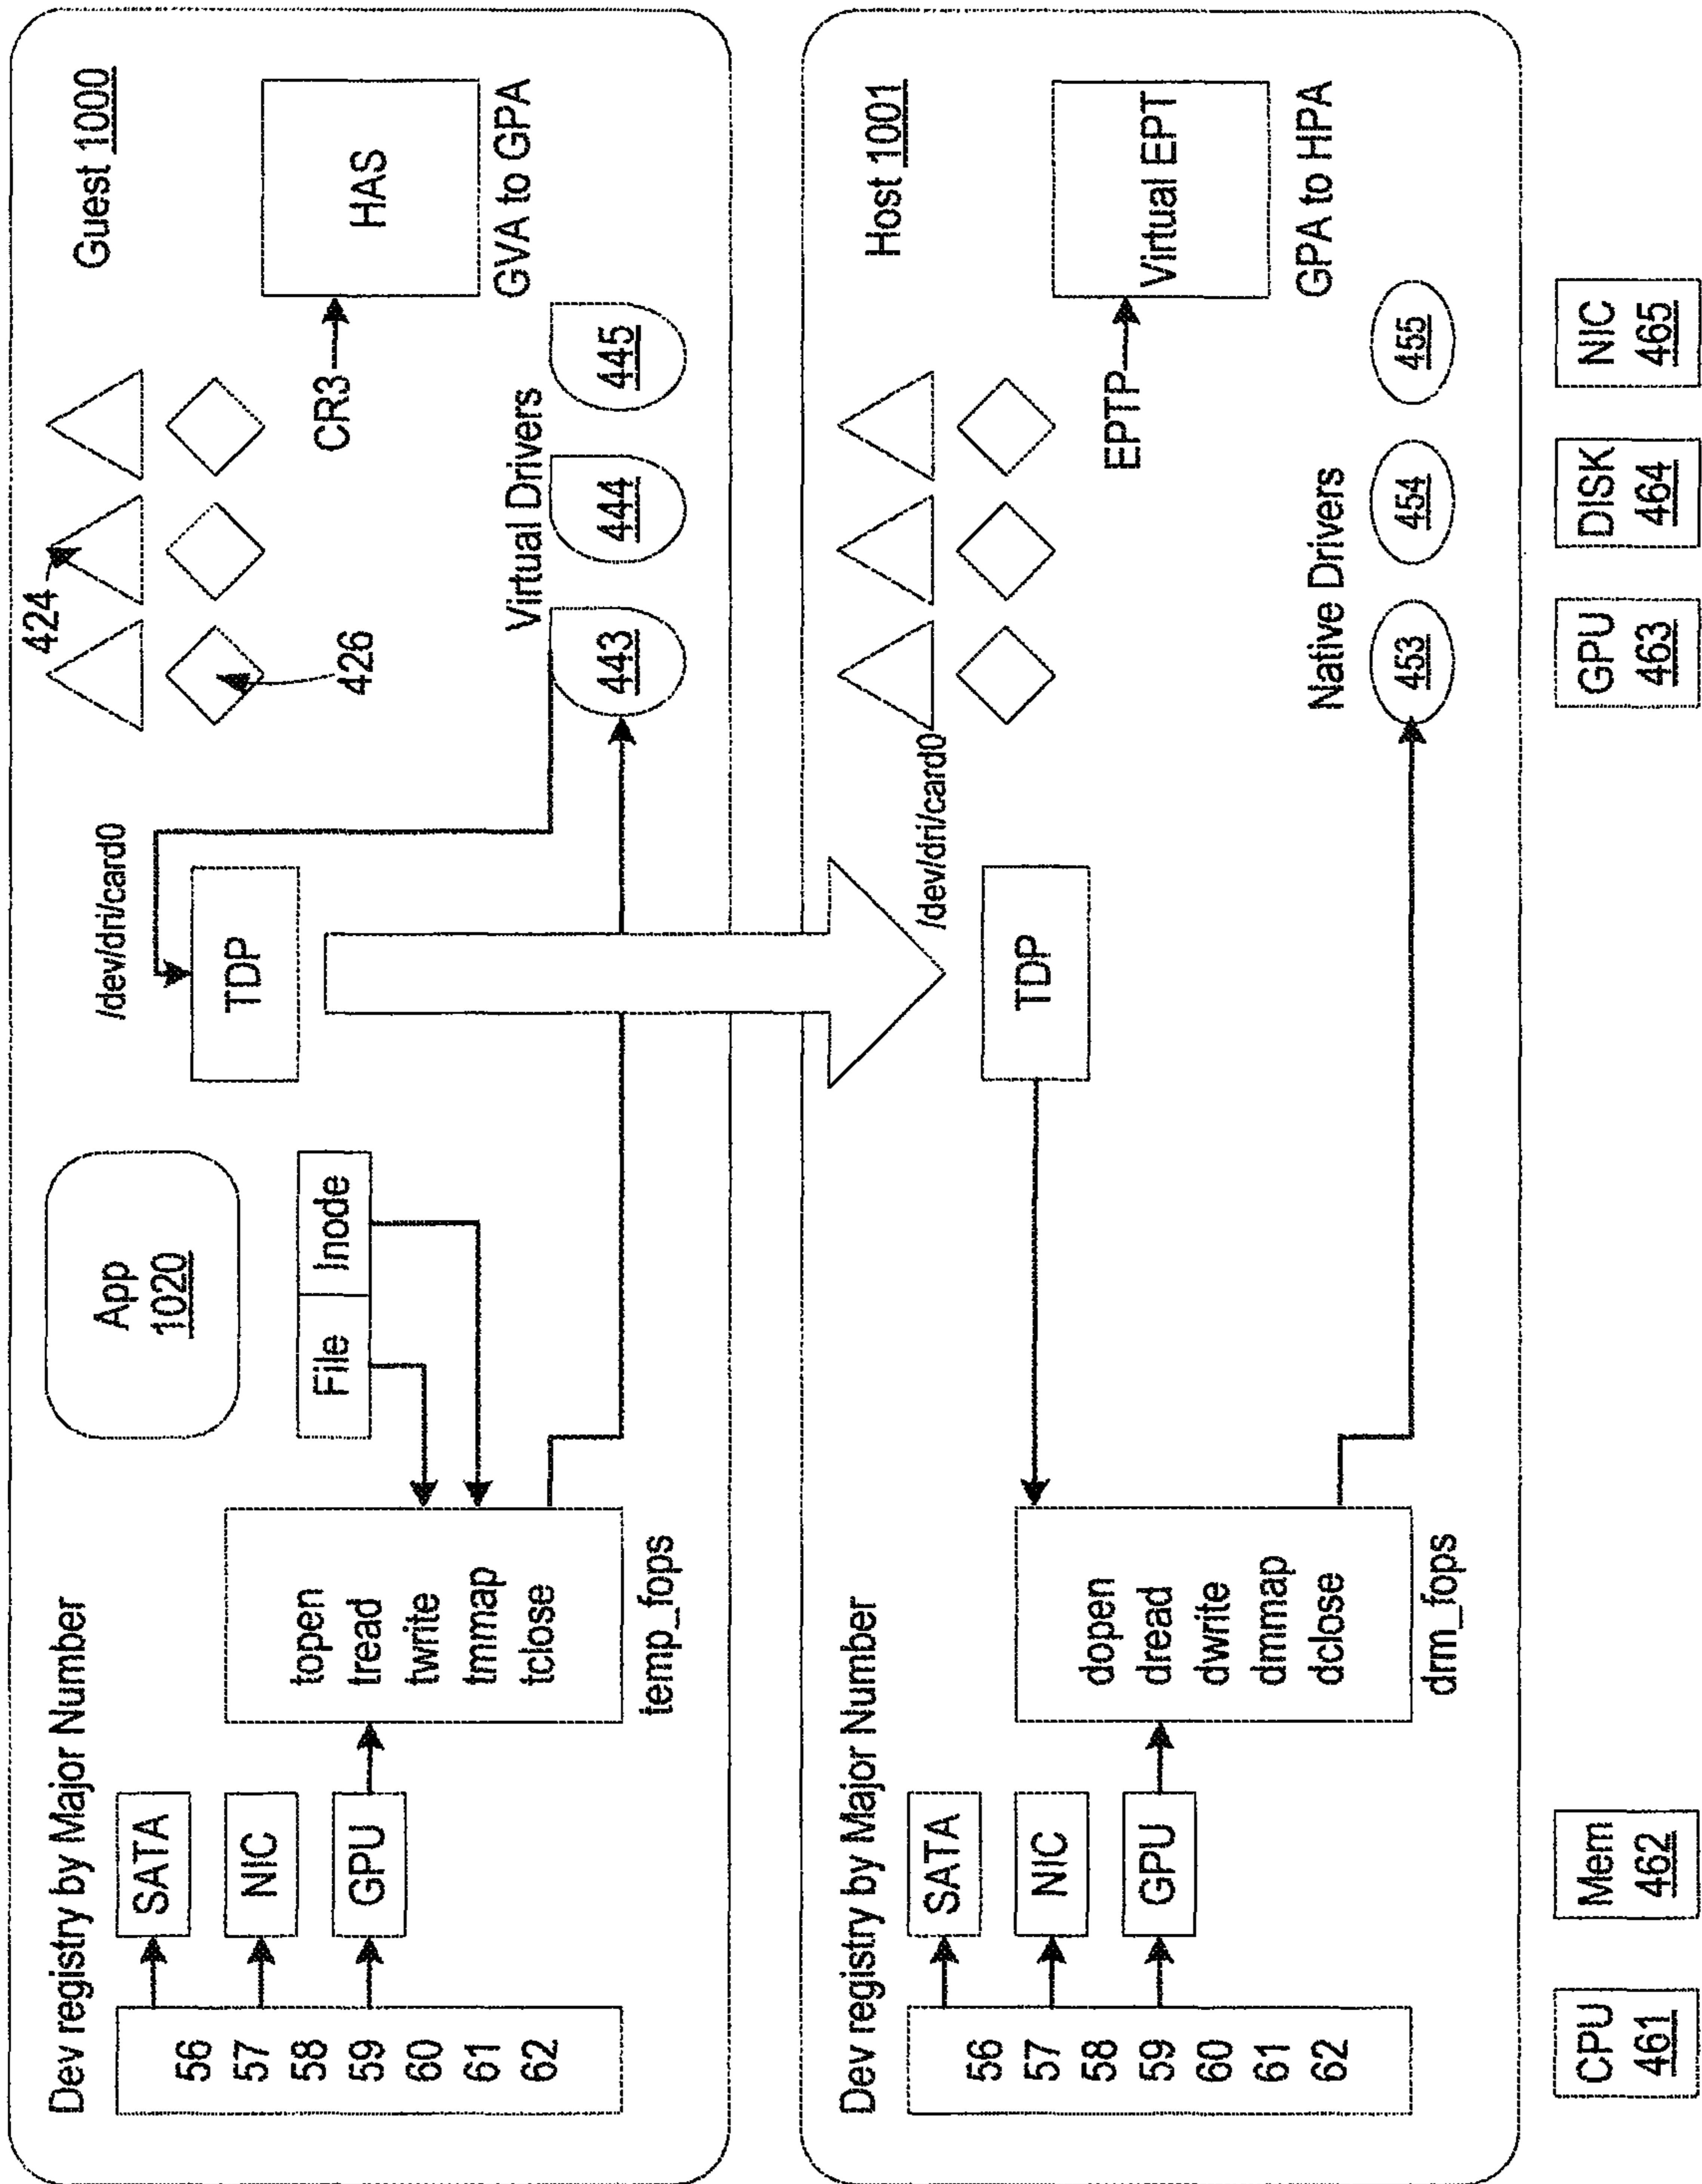 Guest 1000
Dev registry by Major Number
56
57
58
59
60
61
62
SATA
NIC
GPU
topen
tread
twrite
tmmap
tclose
temp_fops
App
1020
File
Inode
/dev/dri/card0
TDP
424
426
Virtual Drivers
443
444
445
CR3
HAS
GVA to GPA
Host 1001
Dev registry by Major Number
56
57
58
59
60
61
62
SATA
NIC
GPU
dopen
dread
dwrite
dmmap
dclose
drm_fops
/dev/dri/card0
TDP
Native Drivers
453
454
455
EPTP
Virtual EPT
GPA to HPA
CPU
461
Mem
462
GPU
463
DISK
464
NIC
465